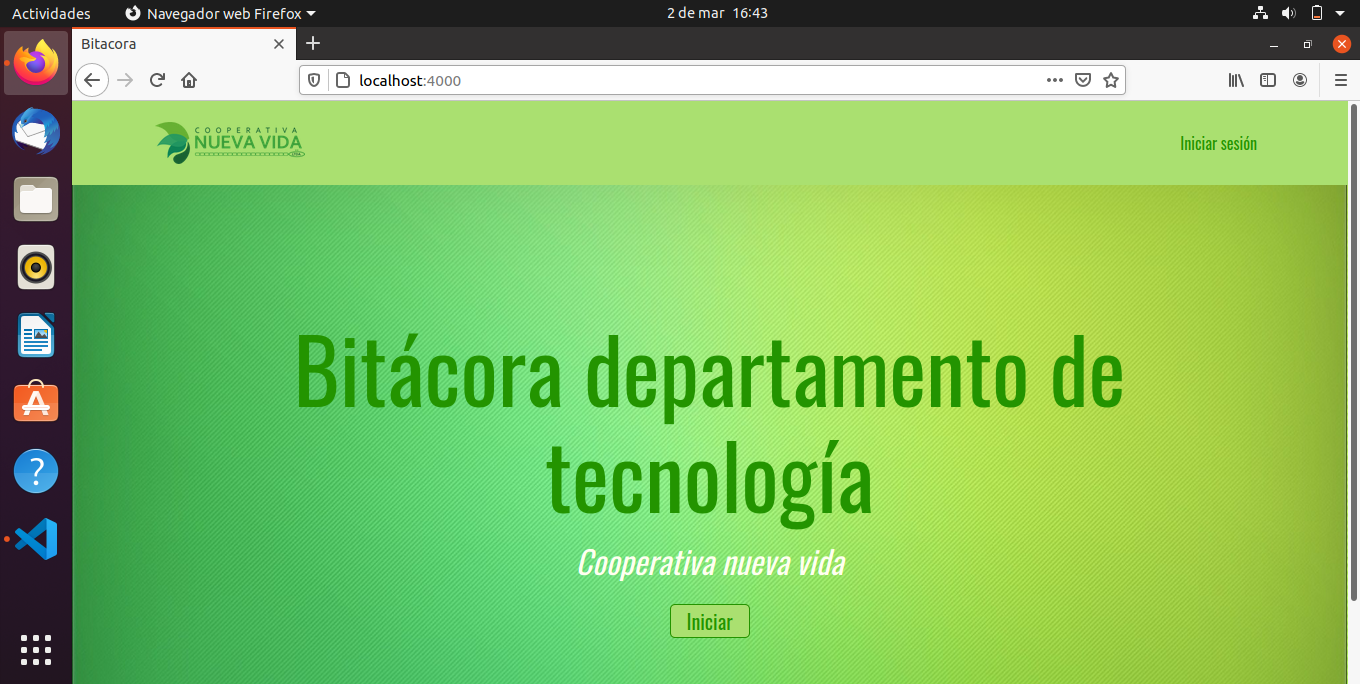 Actividades
Navegador web Firefox
2 de mar 16:43
Bitacora
localhost:4000
COOPERATIVA
NUEVA VIDA
Iniciar sesión
Bitácora departamento de
tecnología
Cooperativa nueva vida
Iniciar